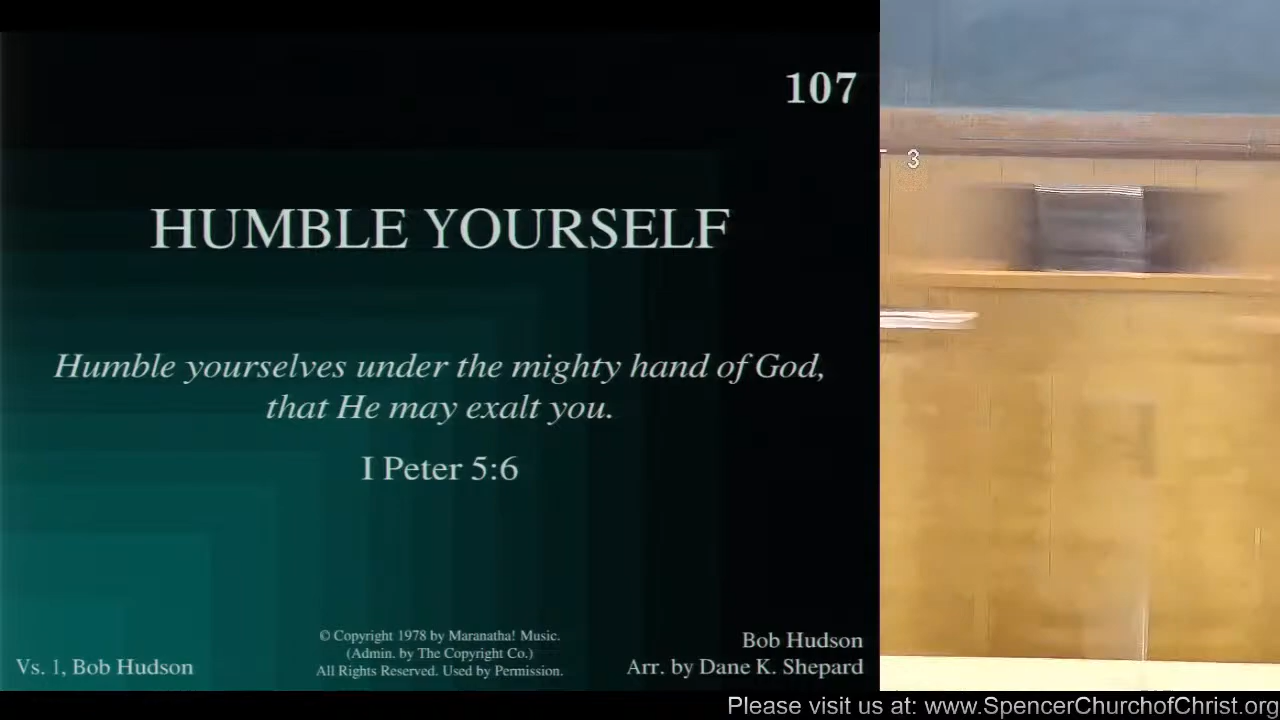 107
HUMBLE YOURSELF
Humble yourselves under the mighty hand of God,
that He may exalt you.
I Peter 5:6
Vs. 1, Bob Hudson
© Copyright 1978 by Maranatha! Music.
(Admin. by The Copyright Co.)
All Rights Reserved. Used by Permission.
Bob Hudson
Arr. by Dane K. Shepard
3
Please visit us at: www.SpencerChurchofChrist.org